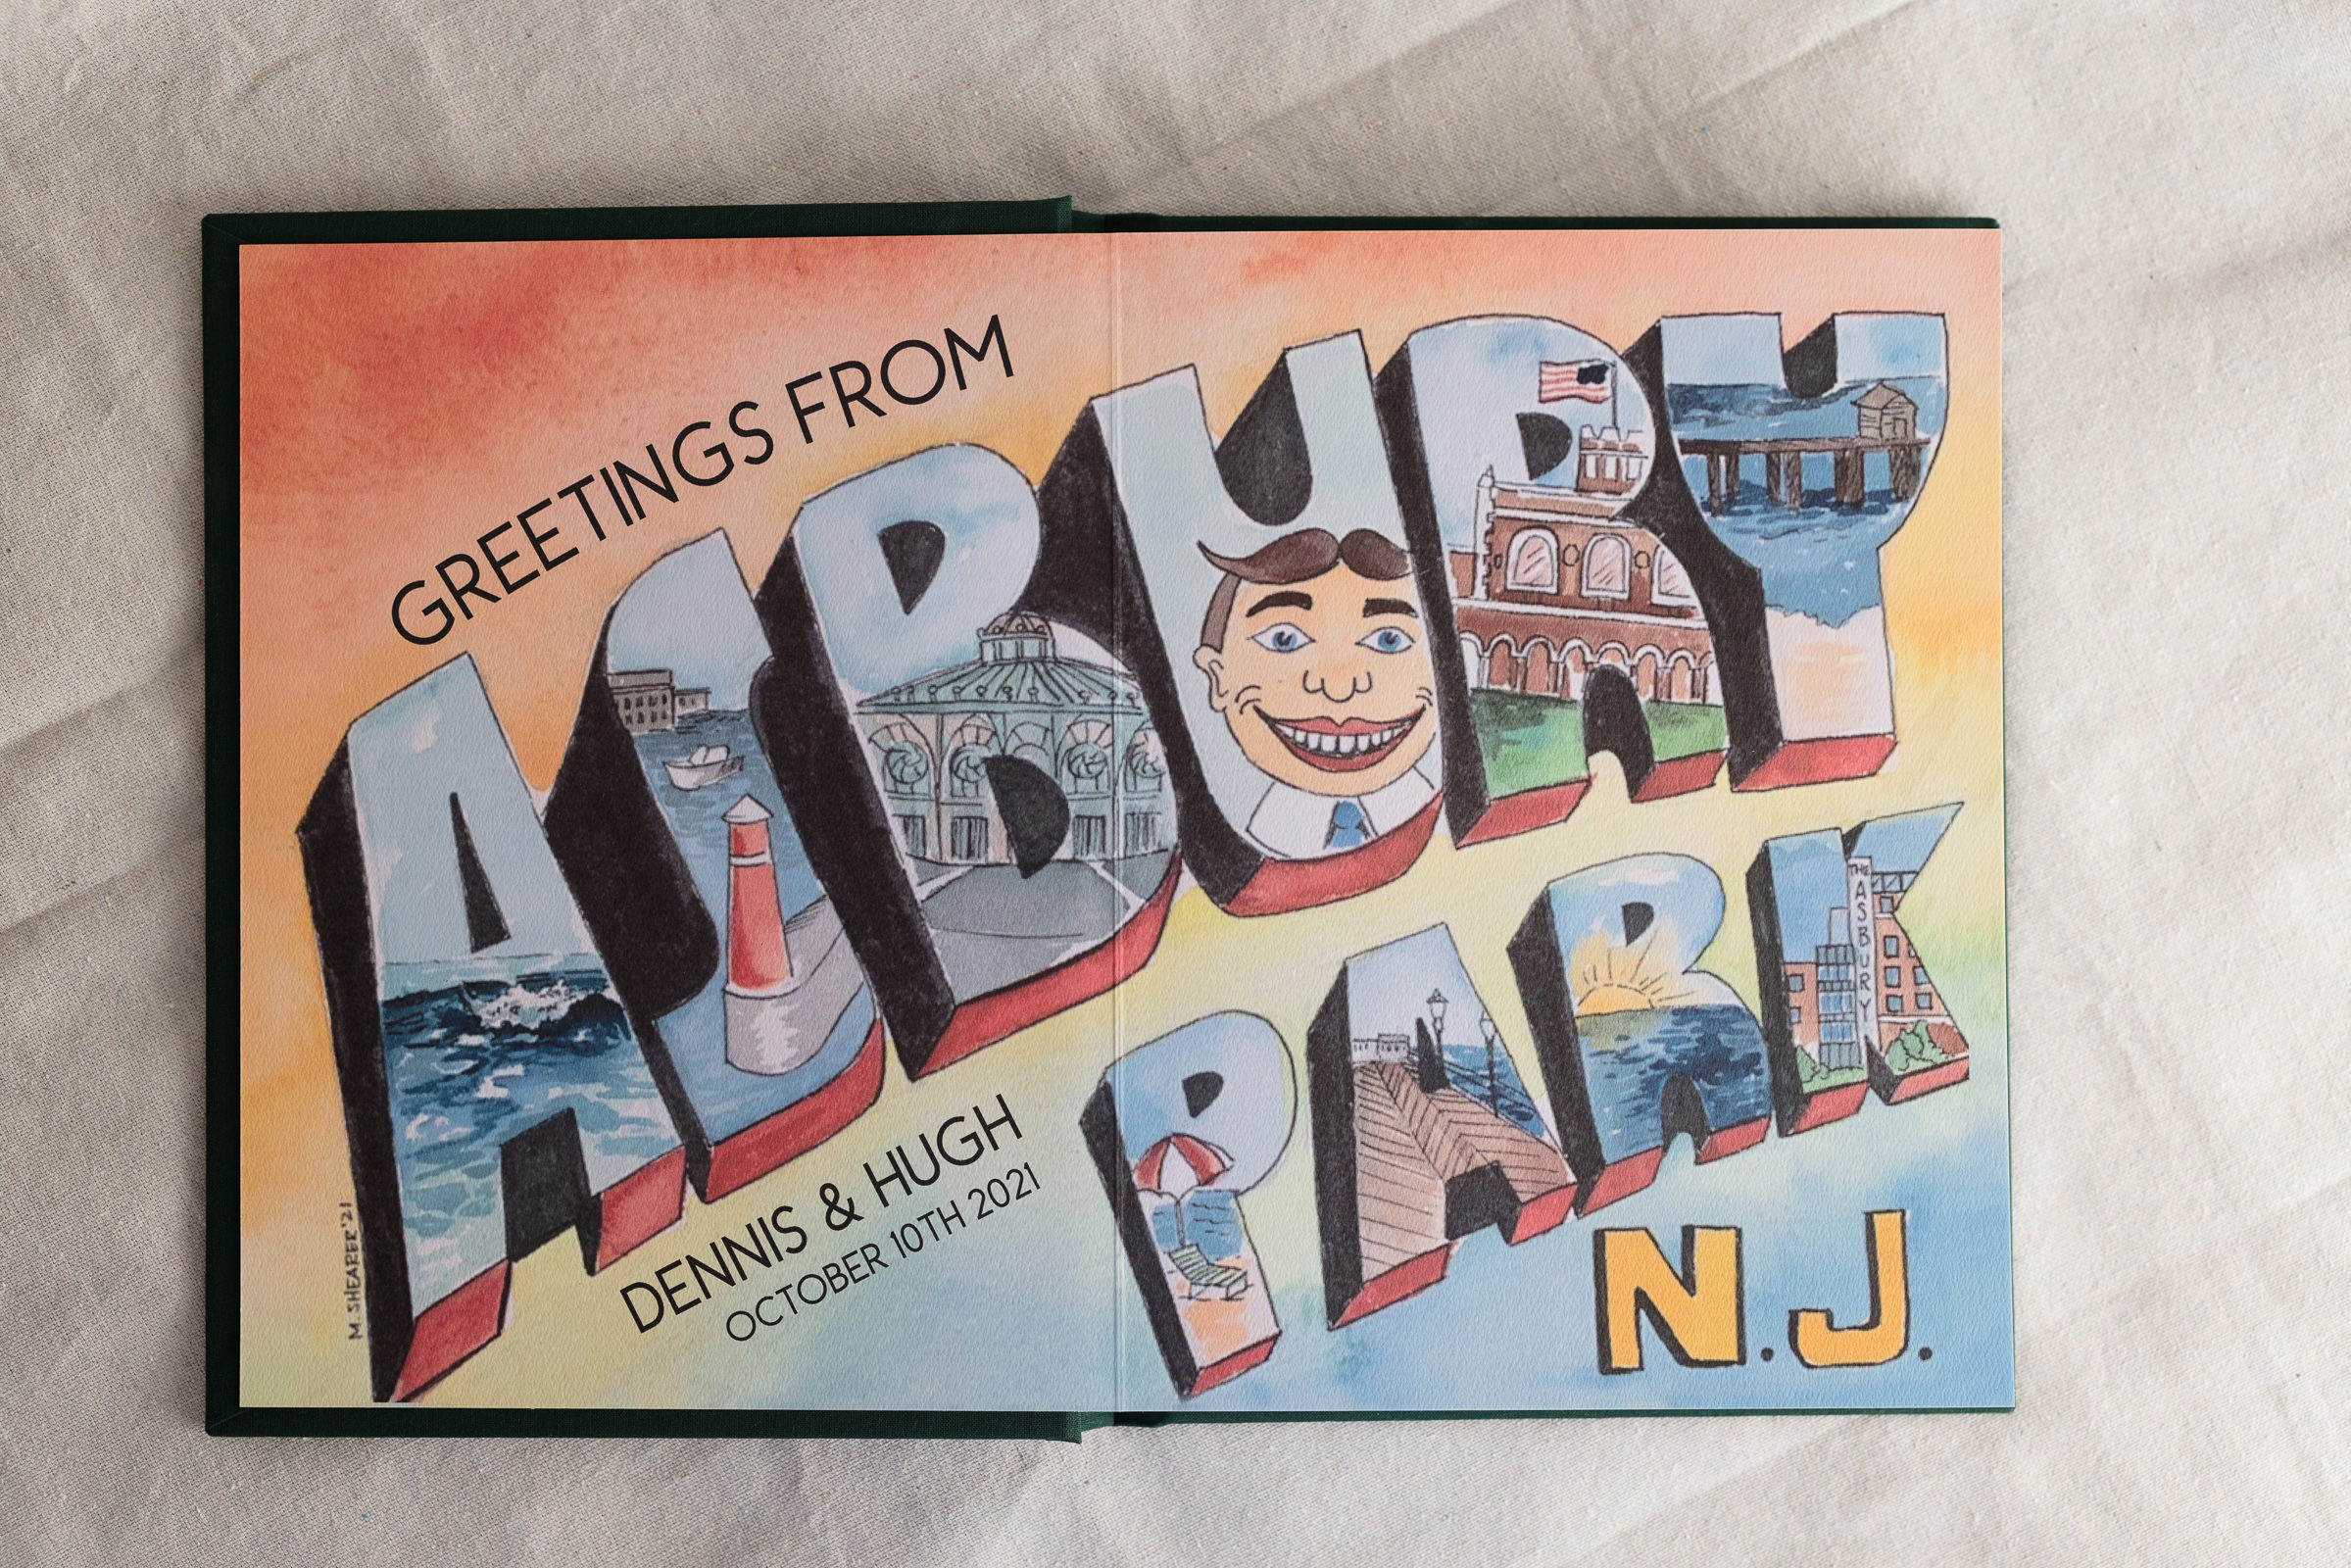 GREETINGS FROM
ASBURY
PARK
N.J.
THE ASBURY
DENNIS & HUGH
OCTOBER 10TH 2021
M. SHEARER '21